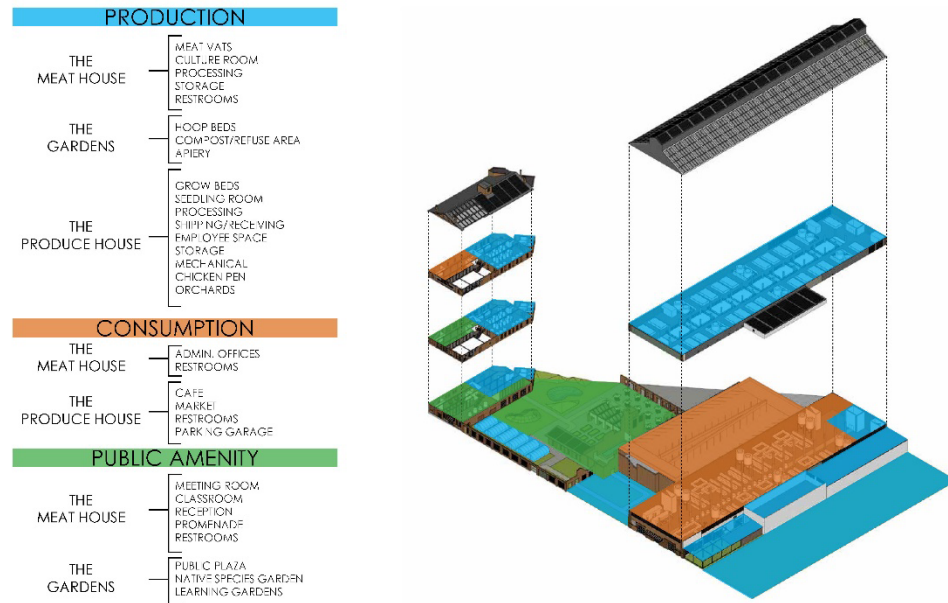 PRODUCTION
THE
MEAT HOUSE
MEAT VATS
CULTURE ROOM
PROCESSING
STORAGE
RESTROOMS
THE
GARDENS
HOOP BEDS
COMPOST/REFUSE AREA
APIERY
THE
PRODUCE HOUSE
GROW BEDS
SEEDLING ROOM
PROCESSING
SHIPPING/RECEIVING
EMPLOYEE SPACE
STORAGE
MECHANICAL
CHICKEN PEN
ORCHARDS
CONSUMPTION
THE
MEAT HOUSE
ADMIN. OFFICES
RESTROOMS
THE
PRODUCE HOUSE
CAFE
MARKET
RESTROOMS
PARKING GARAGE
PUBLIC AMENITY
THE
MEAT HOUSE
MEETING ROOM
CLASSROOM
RECEPTION
PROMENADE
RESTROOMS
THE
GARDENS
PUBLIC PLAZA
NATIVE SPECIES GARDEN
LEARNING GARDENS